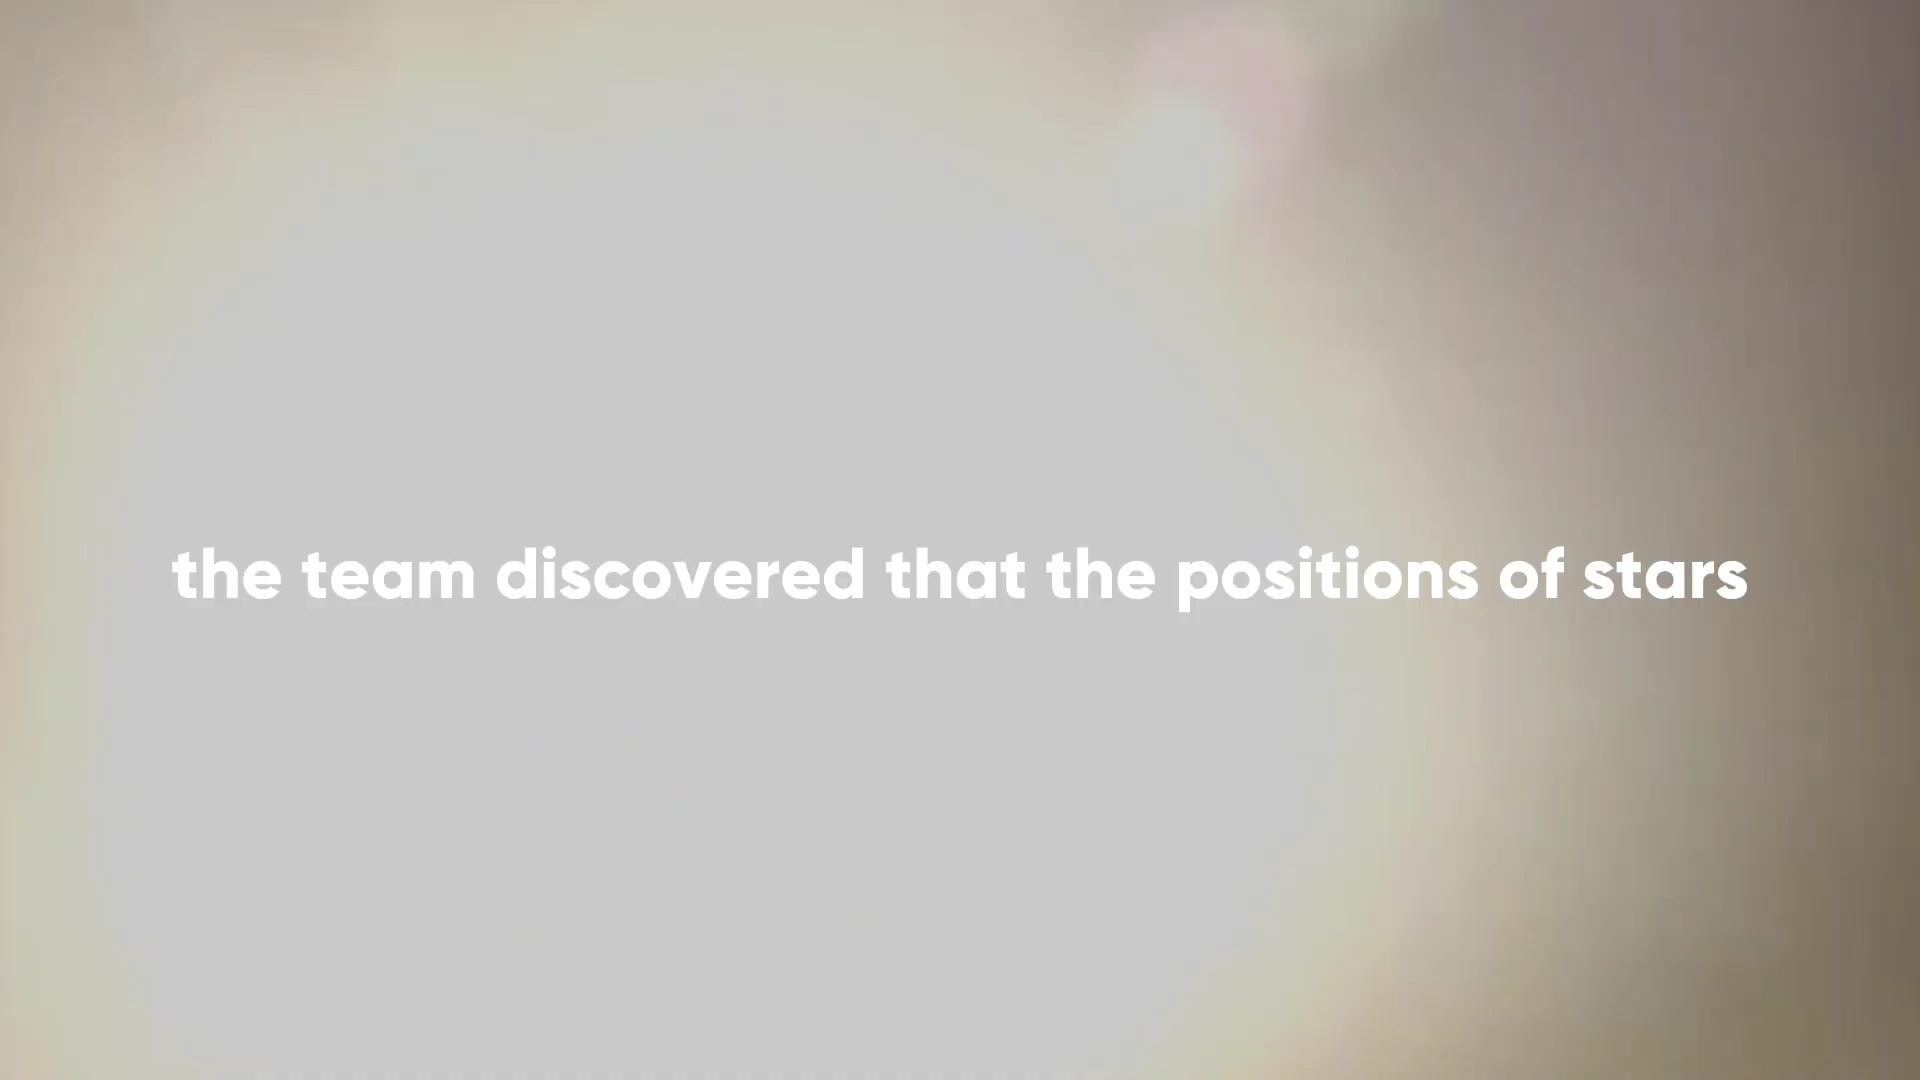 the team discovered that the positions of stars